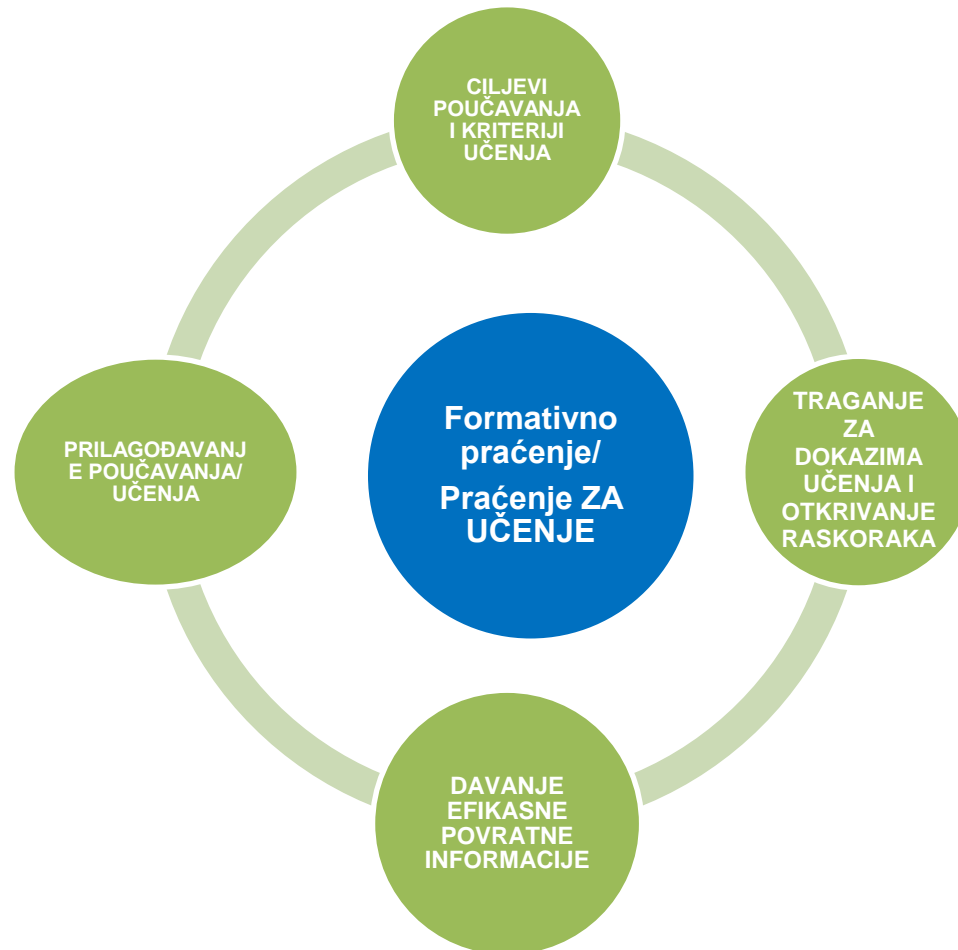 CILJEVI
POUČAVANJA
I KRITERIJI
UČENJA
TRAGANJE
ZA
DOKAZIMA
UČENJA I
OTKRIVANJE
RASKORAKA
DAVANJE
EFIKASNE
POVRATNE
INFORMACIJE
PRILAGOĐAVANJ
E POUČAVANJA/
UČENJA
Formativno
praćenje/
Praćenje ZA
UČENJE